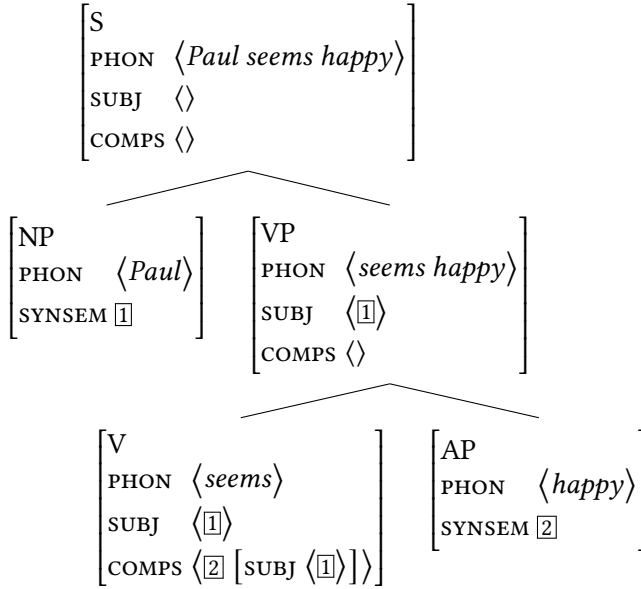 S
PHON ⟨Paul seems happy⟩
SUBJ ⟨⟩
COMPS ⟨⟩
NP
PHON ⟨Paul⟩
SYNSEM 1
VP
PHON ⟨seems happy⟩
SUBJ ⟨1⟩
COMPS ⟨⟩
V
PHON ⟨seems⟩
SUBJ ⟨1⟩
COMPS ⟨2 [SUBJ ⟨1⟩]⟩
AP
PHON ⟨happy⟩
SYNSEM 2